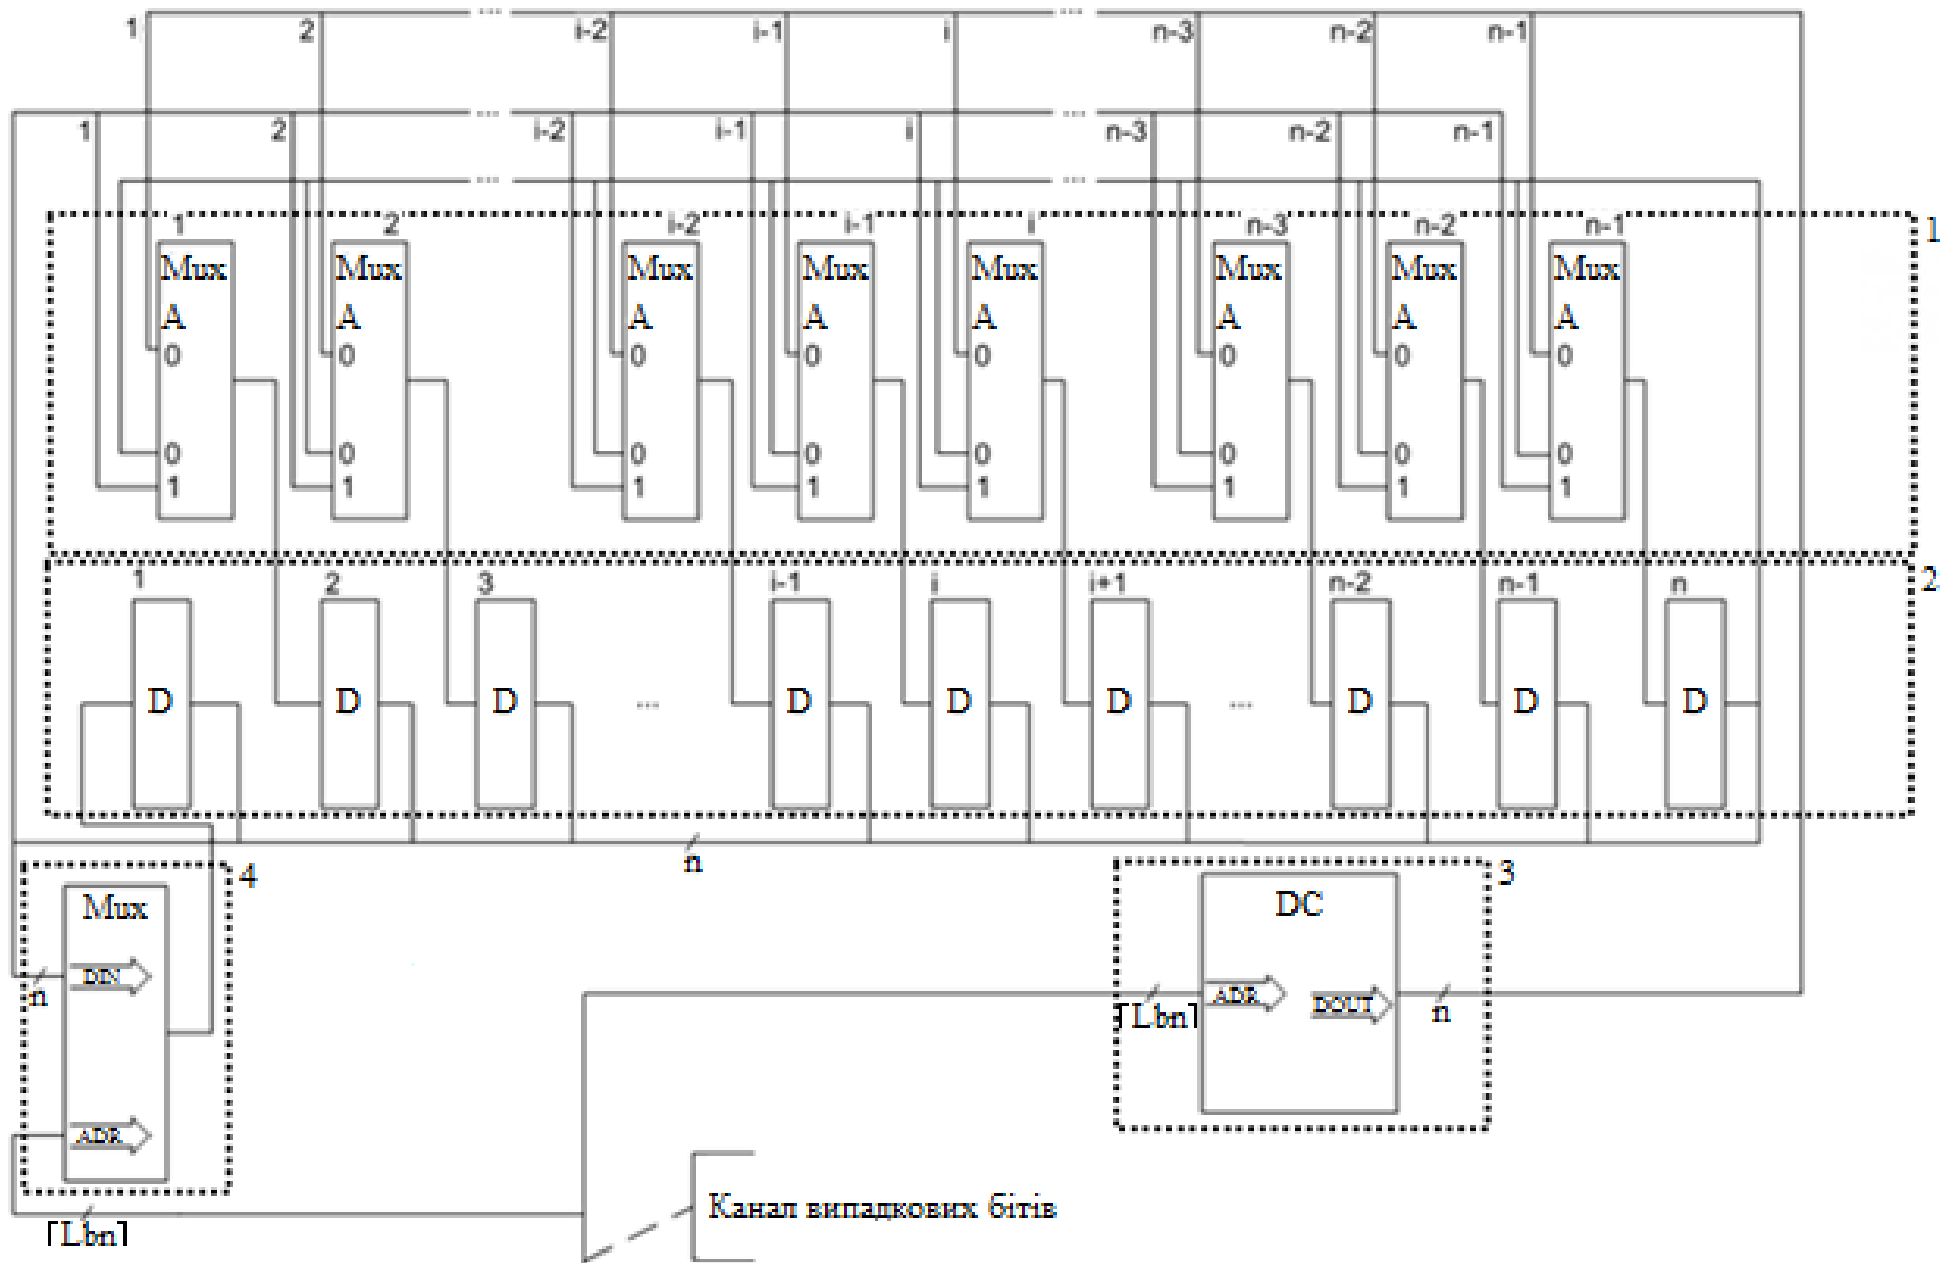 1 2 ... i-2 i-1 i ... n-3 n-2 n-1
1 2 ... i-2 i-1 i ... n-3 n-2 n-1
... ...
1 2 i-2 i-1 i n-3 n-2 n-1 1
Mux Mux Mux Mux Mux Mux Mux Mux
A A A A A A A A
0 0 0 0 0 0 0 0
0 0 0 0 0 0 0 0
1 1 1 1 1 1 1 1
1 2 3 i-1 i i+1 n-2 n-1 n 2
D D D ... D D D ... D D D
n
4 3
Mux DC
DIN
n
ADR DOUT
⌈Lbn⌉ n
ADR
Канал випадкових бітів
⌈Lbn⌉